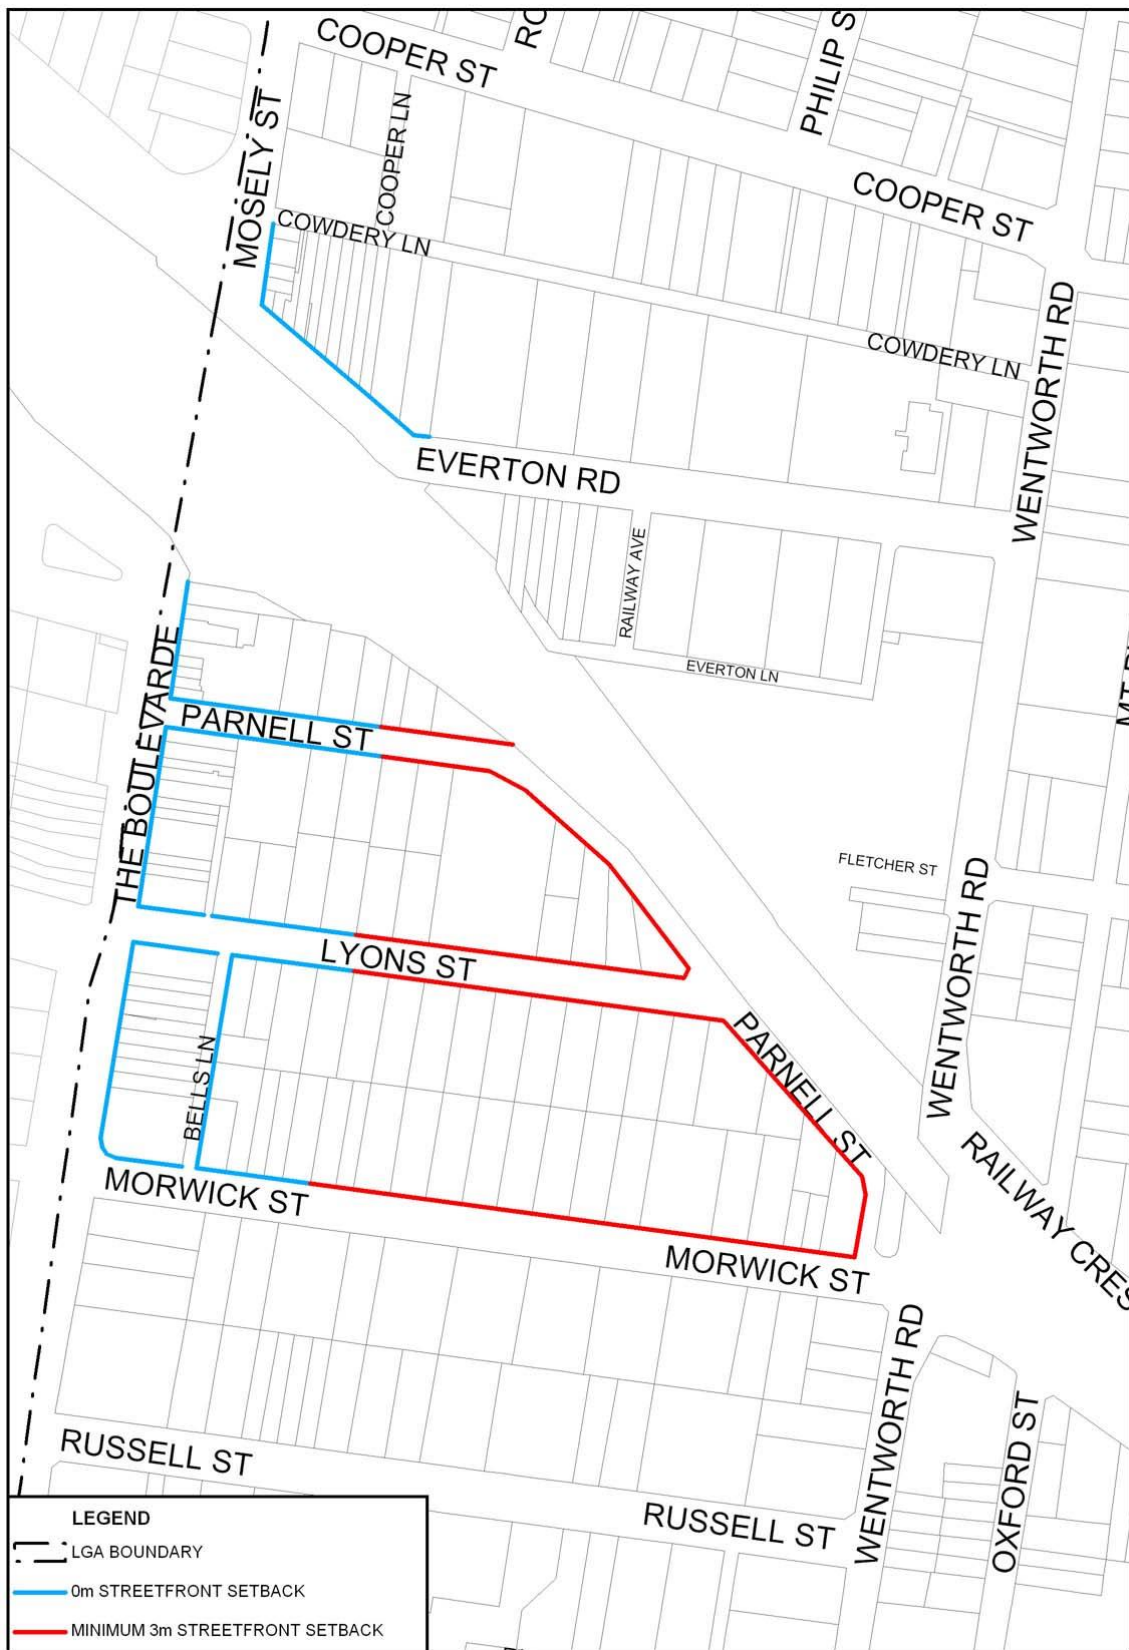 COOPER ST
PHILIP S
MOSELY ST
COOPER LN
COWDERY LN
COOPER ST
WENTWORTH RD
COWDERY LN
EVERTON RD
RAILWAY AVE
EVERTON LN
THE BOULEVARDE
PARNELL ST
FLETCHER ST
WENTWORTH RD
LYONS ST
PARNELL ST
BELLS LN
RAILWAY CRES
MORWICK ST
MORWICK ST
WENTWORTH RD
OXFORD ST
RUSSELL ST
RUSSELL ST
LEGEND
LGA BOUNDARY
0m STREETFRONT SETBACK
MINIMUM 3m STREETFRONT SETBACK